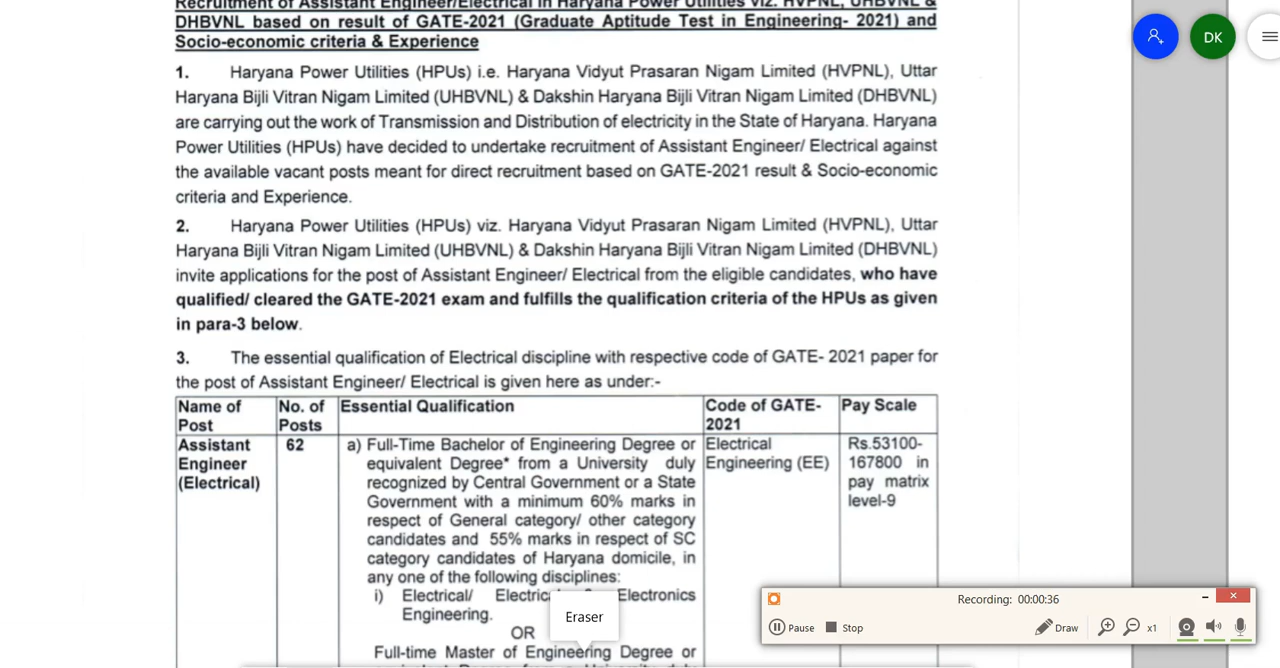 Recruitment of Assistant Engineer/Electrical in Haryana Power Utilities viz. HVPNL, UHBVNL &
DHBVNL based on result of GATE-2021 (Graduate Aptitude Test in Engineering- 2021) and
Socio-economic criteria & Experience
DK
1. Haryana Power Utilities (HPUs) i.e. Haryana Vidyut Prasaran Nigam Limited (HVPNL), Uttar
Haryana Bijli Vitran Nigam Limited (UHBVNL) & Dakshin Haryana Bijli Vitran Nigam Limited (DHBVNL)
are carrying out the work of Transmission and Distribution of electricity in the State of Haryana. Haryana
Power Utilities (HPUs) have decided to undertake recruitment of Assistant Engineer/ Electrical against
the available vacant posts meant for direct recruitment based on GATE-2021 result & Socio-economic
criteria and Experience.
2. Haryana Power Utilities (HPUs) viz. Haryana Vidyut Prasaran Nigam Limited (HVPNL), Uttar
Haryana Bijli Vitran Nigam Limited (UHBVNL) & Dakshin Haryana Bijli Vitran Nigam Limited (DHBVNL)
invite applications for the post of Assistant Engineer/ Electrical from the eligible candidates, who have
qualified/ cleared the GATE-2021 exam and fulfills the qualification criteria of the HPUs as given
in para-3 below.
3. The essential qualification of Electrical discipline with respective code of GATE- 2021 paper for
the post of Assistant Engineer/ Electrical is given here as under:-
Name of
Post
No. of
Posts
Essential Qualification
Code of GATE-
2021
Pay Scale
Assistant
Engineer
(Electrical)
62
a) Full-Time Bachelor of Engineering Degree or
equivalent Degree* from a University duly
recognized by Central Government or a State
Government with a minimum 60% marks in
respect of General category/ other category
candidates and 55% marks in respect of SC
category candidates of Haryana domicile, in
any one of the following disciplines:
i) Electrical/ Electronics
Engineering.
OR
Full-time Master of Engineering Degree or
Electrical
Engineering (EE)
Rs.53100-
167800 in
pay matrix
level-9
Eraser
Recording: 00:00:36
Pause Stop Draw x1